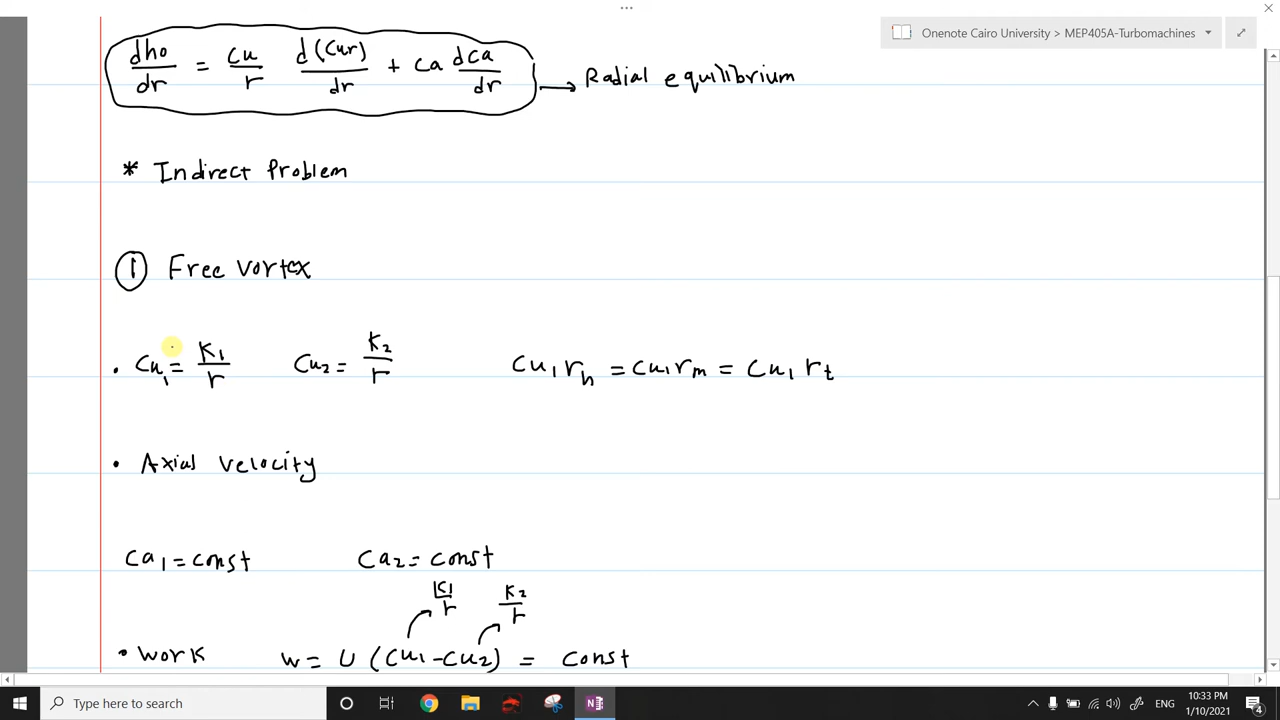 Onenote Cairo University > MEP405A-Turbomachines
dho/dr = Cu/r d(Cur)/dr + Ca dCa/dr → Radial equilibrium
* Indirect Problem
① Free vortex
• Cu1 = K1/r Cu2 = K2/r Cu1 rh = Cu1 rm = Cu1 rt
• Axial velocity
Ca1 = const Ca2 = const
K1/r K2/r
• work w = U (Cu1 - Cu2) = const
Type here to search
ENG
10:33 PM
1/10/2021
4